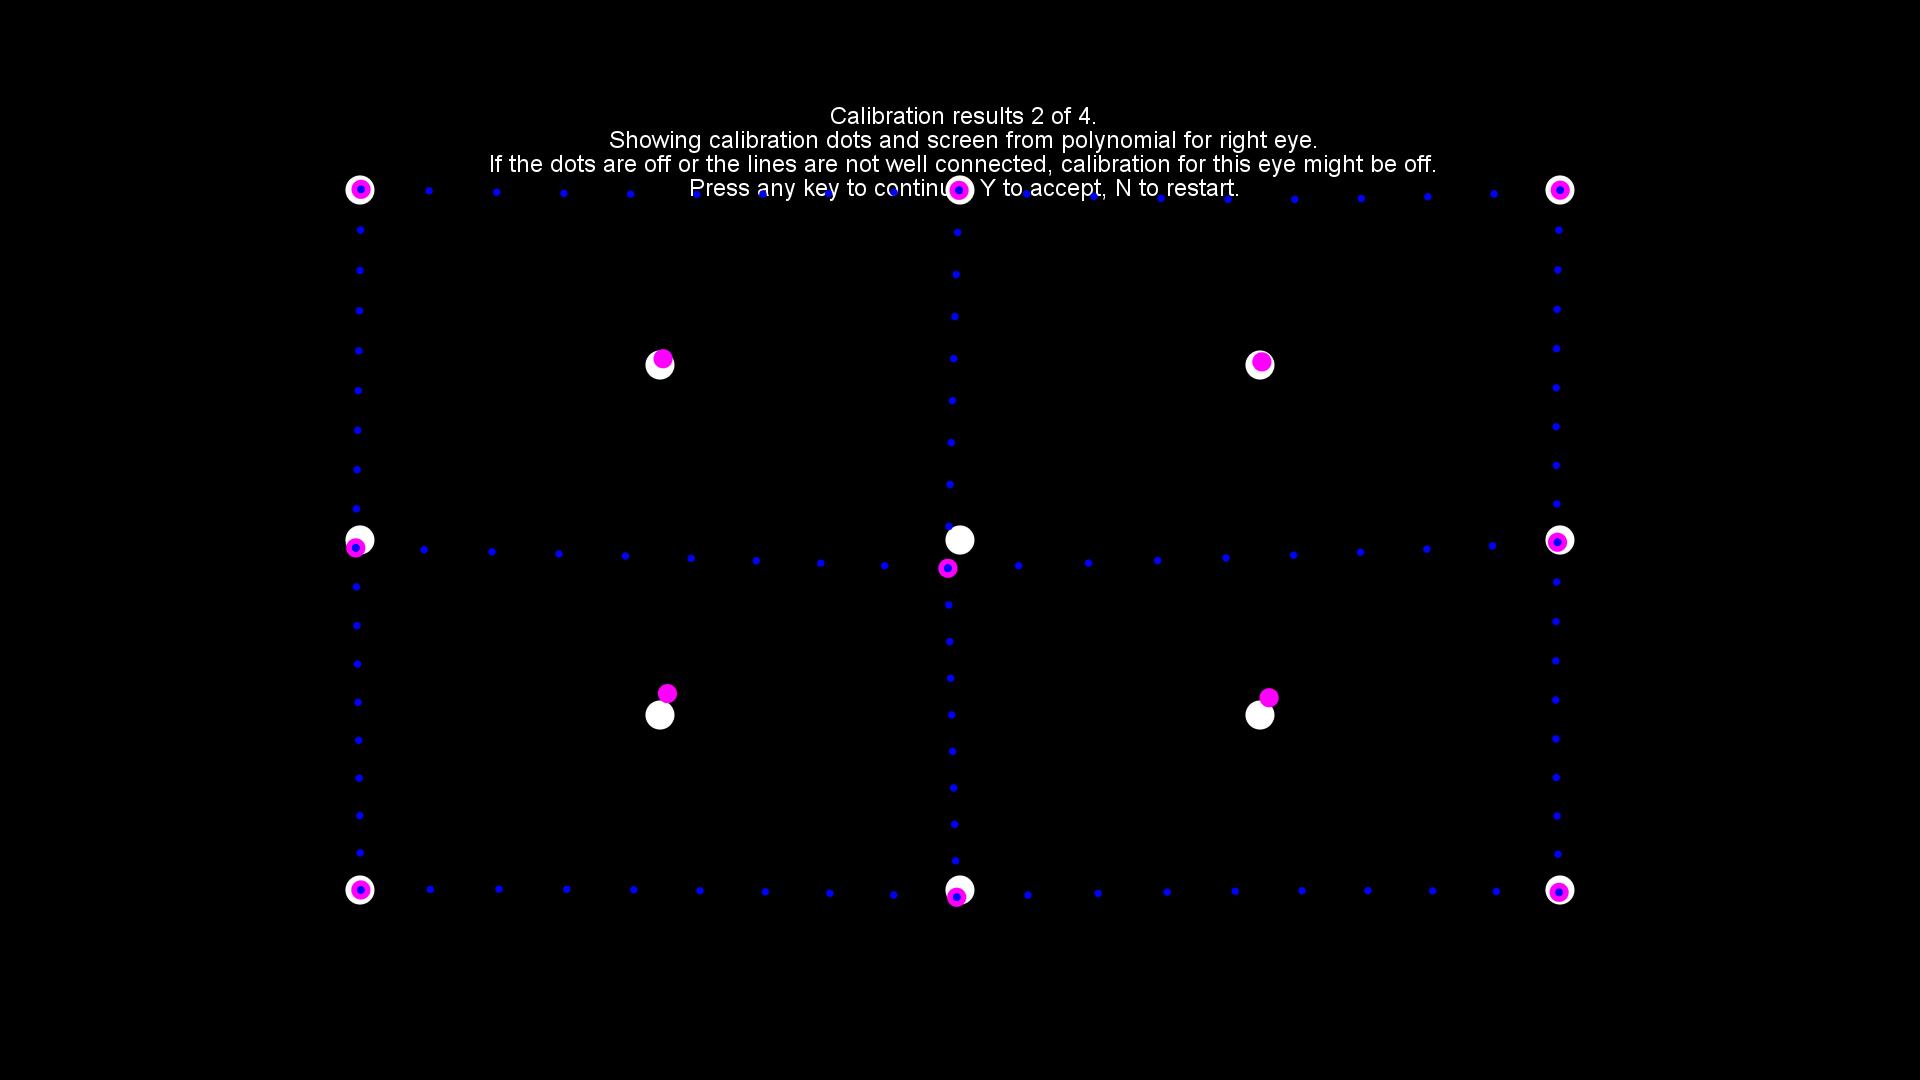 Calibration results 2 of 4.
Showing calibration dots and screen from polynomial for right eye.
If the dots are off or the lines are not well connected, calibration for this eye might be off.
Press any key to continu Y to accept, N to restart.